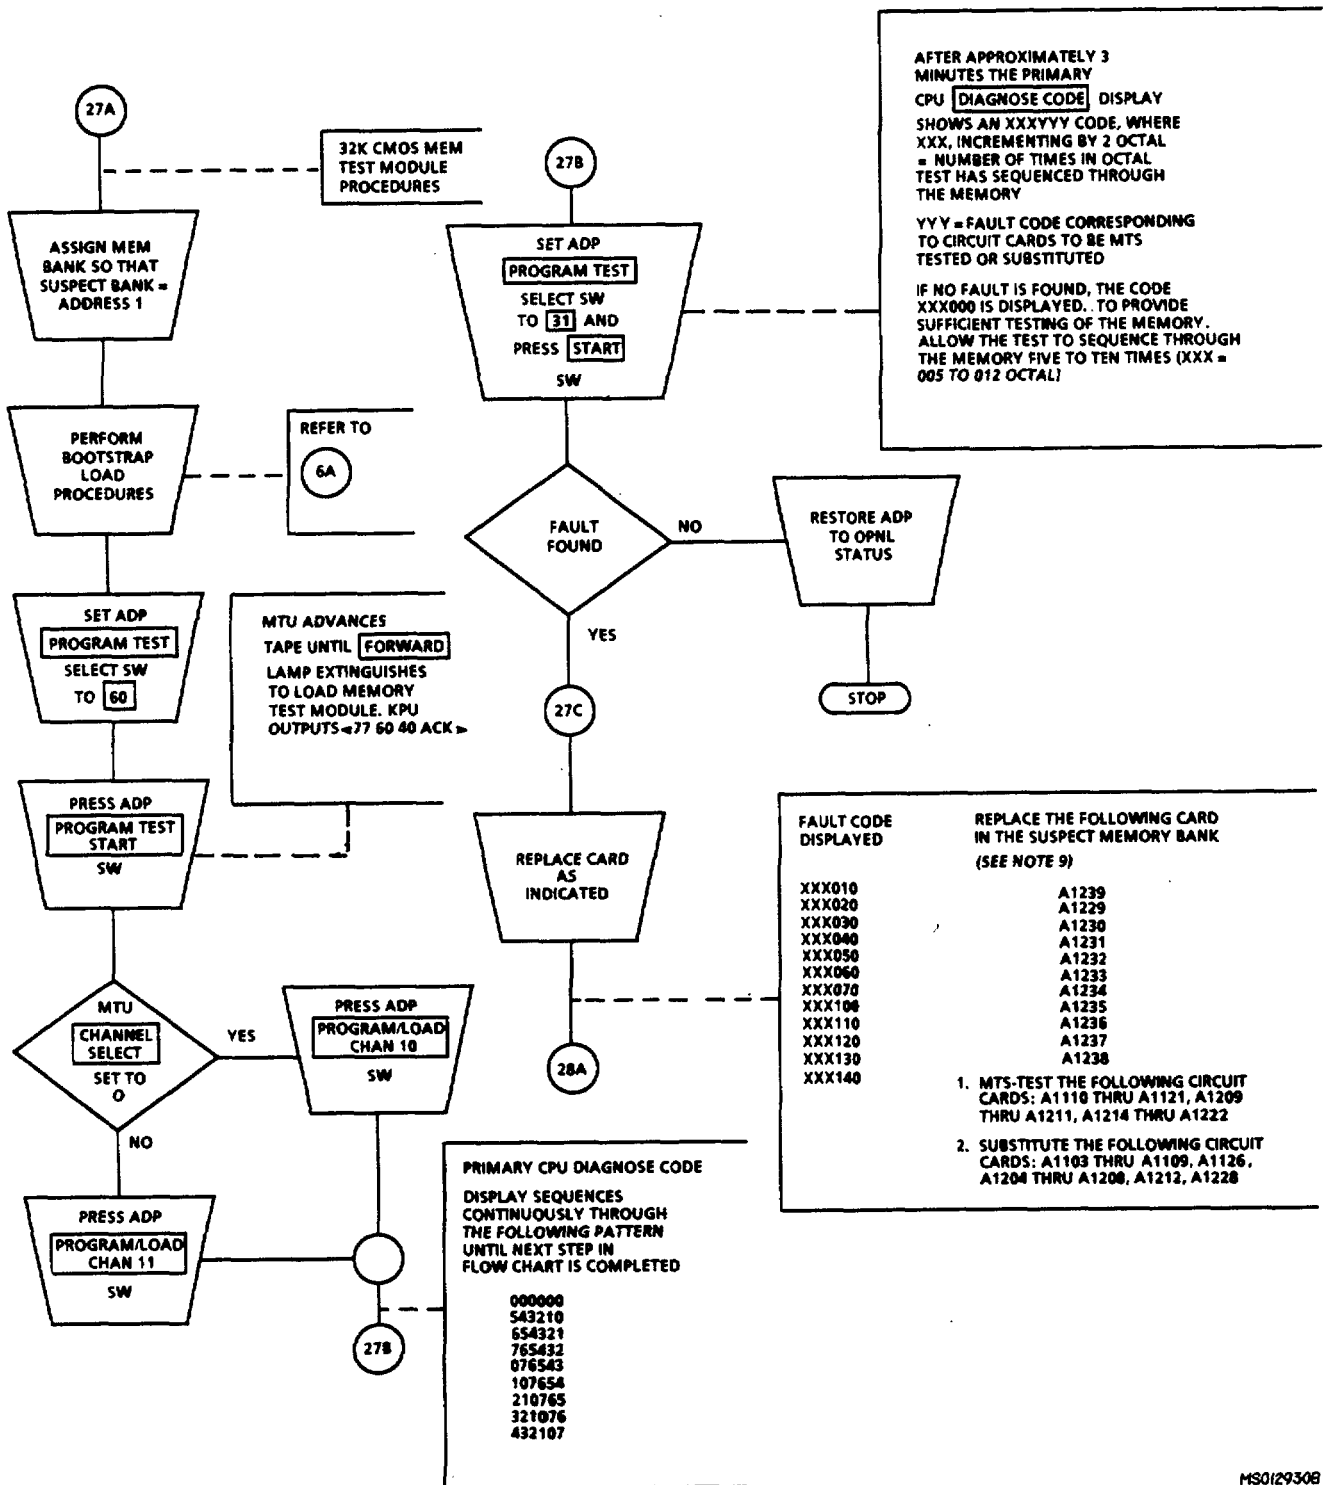 27A
32K CMOS MEM
TEST MODULE
PROCEDURES
ASSIGN MEM
BANK SO THAT
SUSPECT BANK =
ADDRESS 1
PERFORM
BOOTSTRAP
LOAD
PROCEDURES
REFER TO
6A
SET ADP
PROGRAM TEST
SELECT SW
TO 60
MTU ADVANCES
TAPE UNTIL FORWARD
LAMP EXTINGUISHES
TO LOAD MEMORY
TEST MODULE. KPU
OUTPUTS <77 60 40 ACK >
PRESS ADP
PROGRAM TEST
START
SW
MTU
CHANNEL
SELECT
SET TO
O
YES
NO
PRESS ADP
PROGRAM/LOAD
CHAN 10
SW
PRESS ADP
PROGRAM/LOAD
CHAN 11
SW
27B
PRIMARY CPU DIAGNOSE CODE
DISPLAY SEQUENCES
CONTINUOUSLY THROUGH
THE FOLLOWING PATTERN
UNTIL NEXT STEP IN
FLOW CHART IS COMPLETED
000000
543210
654321
765432
076543
107654
210765
321076
432107
27B
SET ADP
PROGRAM TEST
SELECT SW
TO 31 AND
PRESS START
SW
AFTER APPROXIMATELY 3
MINUTES THE PRIMARY
CPU DIAGNOSE CODE DISPLAY
SHOWS AN XXXYYY CODE, WHERE
XXX, INCREMENTING BY 2 OCTAL
= NUMBER OF TIMES IN OCTAL
TEST HAS SEQUENCED THROUGH
THE MEMORY
YYY = FAULT CODE CORRESPONDING
TO CIRCUIT CARDS TO BE MTS
TESTED OR SUBSTITUTED
IF NO FAULT IS FOUND, THE CODE
XXX000 IS DISPLAYED. . TO PROVIDE
SUFFICIENT TESTING OF THE MEMORY.
ALLOW THE TEST TO SEQUENCE THROUGH
THE MEMORY FIVE TO TEN TIMES (XXX =
005 TO 012 OCTAL)
FAULT
FOUND
NO
YES
RESTORE ADP
TO OPNL
STATUS
STOP
27C
REPLACE CARD
AS
INDICATED
28A
FAULT CODE
DISPLAYED
REPLACE THE FOLLOWING CARD
IN THE SUSPECT MEMORY BANK
(SEE NOTE 9)
XXX010 A1239
XXX020 A1229
XXX030 A1230
XXX040 A1231
XXX050 A1232
XXX060 A1233
XXX070 A1234
XXX100 A1235
XXX110 A1236
XXX120 A1237
XXX130 A1238
XXX140 1. MTS-TEST THE FOLLOWING CIRCUIT
CARDS: A1110 THRU A1121, A1209
THRU A1211, A1214 THRU A1222
2. SUBSTITUTE THE FOLLOWING CIRCUIT
CARDS: A1103 THRU A1109, A1126,
A1204 THRU A1208, A1212, A1228
MS012930B